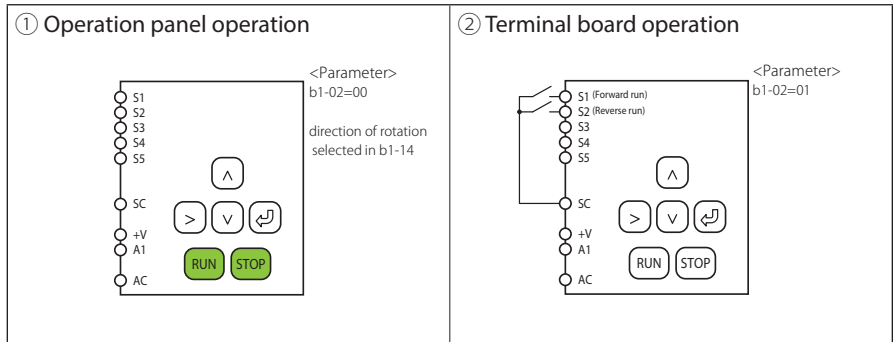 ① Operation panel operation
<Parameter>
b1-02=00
direction of rotation
selected in b1-14
S1
S2
S3
S4
S5
SC
+V
A1
AC
∧
>
∨
RUN
STOP
② Terminal board operation
<Parameter>
b1-02=01
S1 (Forward run)
S2 (Reverse run)
S3
S4
S5
SC
+V
A1
AC
∧
>
∨
RUN
STOP